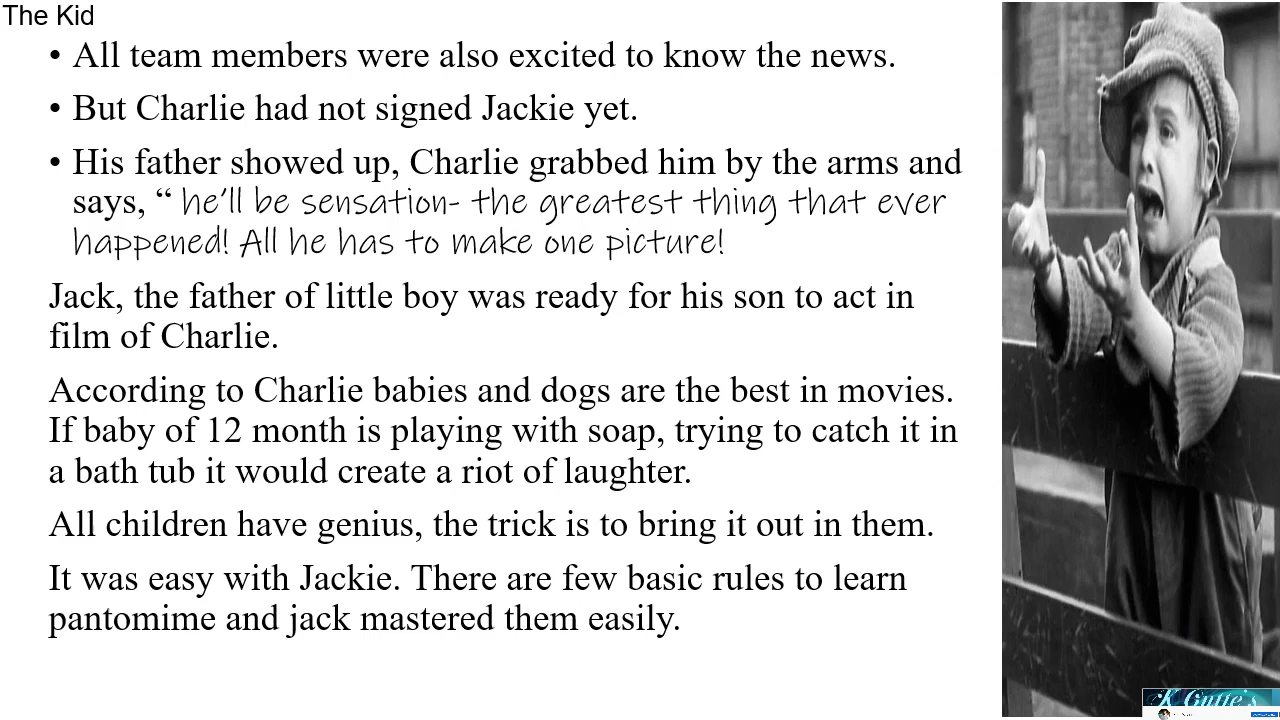 The Kid
• All team members were also excited to know the news.
• But Charlie had not signed Jackie yet.
• His father showed up, Charlie grabbed him by the arms and
says, “ he’ll be sensation- the greatest thing that ever
happened! All he has to make one picture!
Jack, the father of little boy was ready for his son to act in
film of Charlie.
According to Charlie babies and dogs are the best in movies.
If baby of 12 month is playing with soap, trying to catch it in
a bath tub it would create a riot of laughter.
All children have genius, the trick is to bring it out in them.
It was easy with Jackie. There are few basic rules to learn
pantomime and jack mastered them easily.